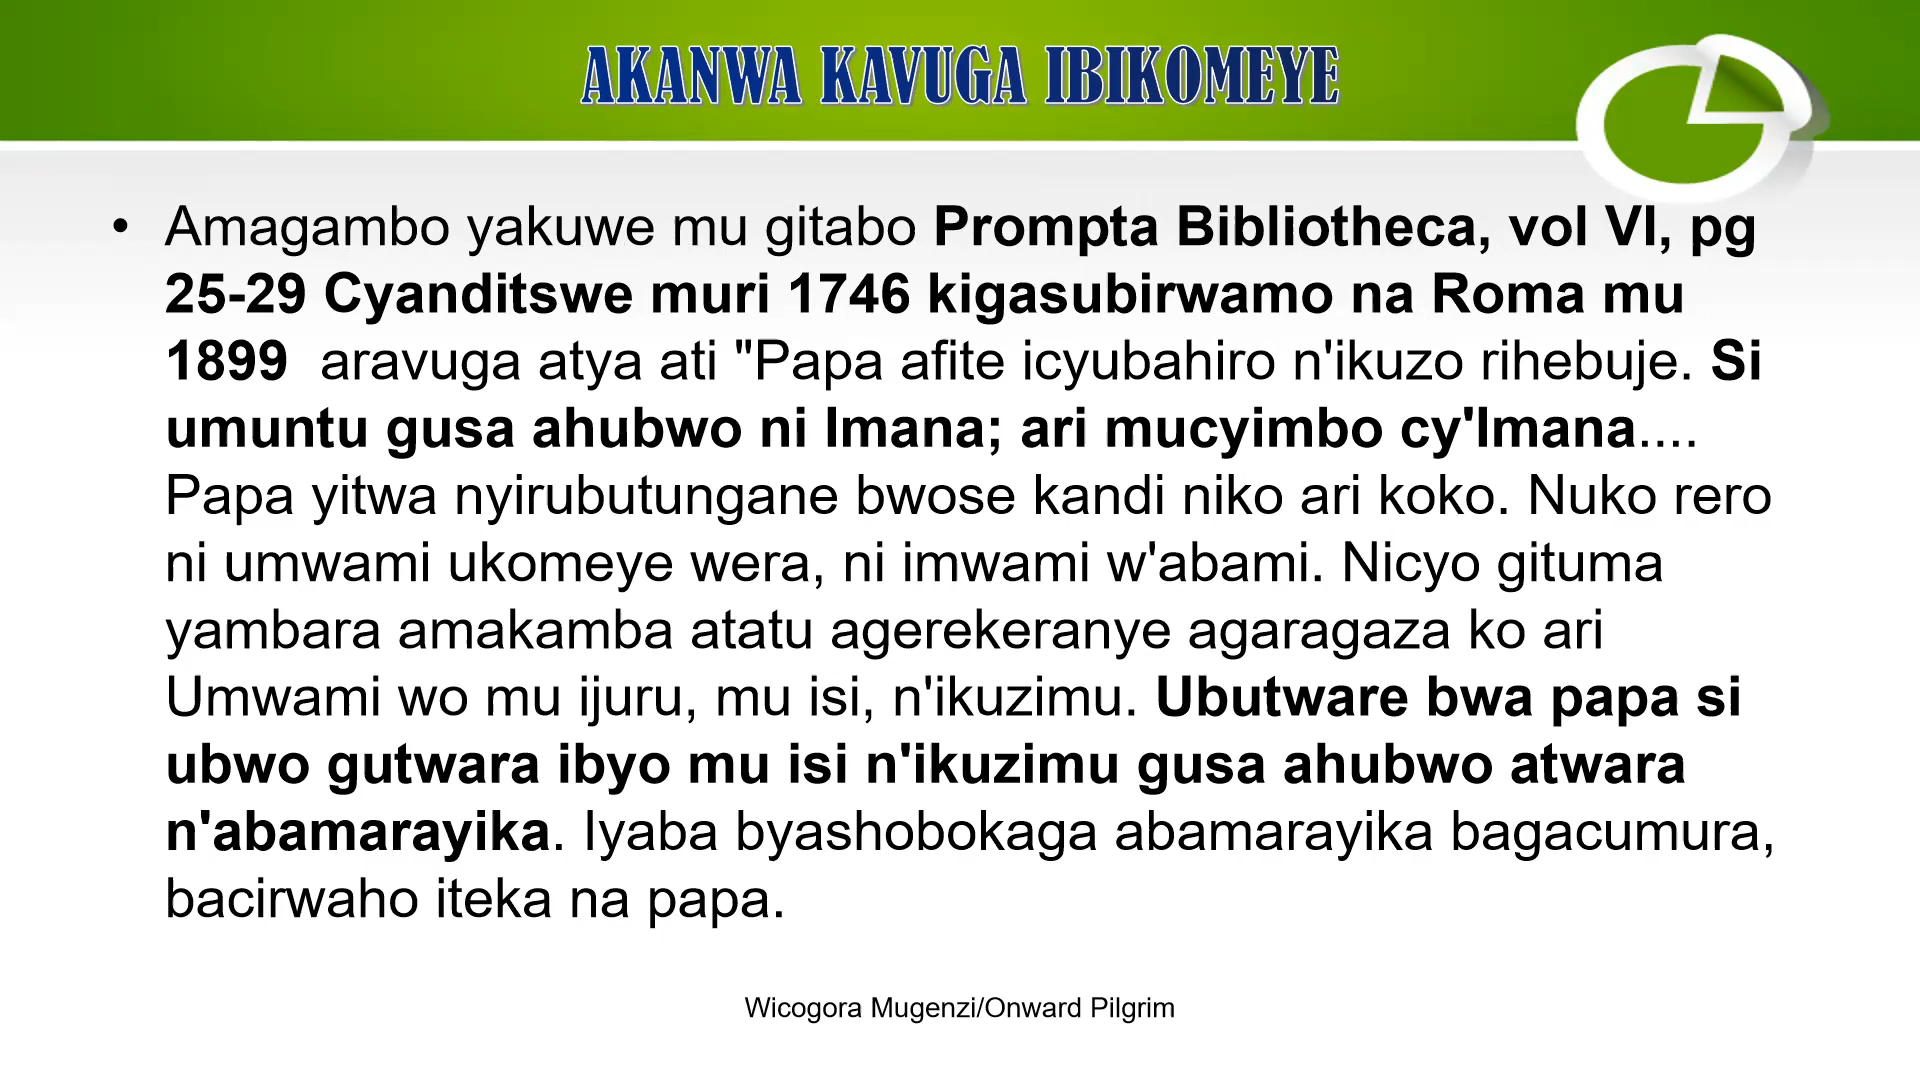 AKANWA KAVUGA IBIKOMEYE
• Amagambo yakuwe mu gitabo Prompta Bibliotheca, vol VI, pg
25-29 Cyanditswe muri 1746 kigasubirwamo na Roma mu
1899  aravuga atya ati "Papa afite icyubahiro n'ikuzo rihebuje. Si
umuntu gusa ahubwo ni Imana; ari mucyimbo cy'Imana....
Papa yitwa nyirubutungane bwose kandi niko ari koko. Nuko rero
ni umwami ukomeye wera, ni imwami w'abami. Nicyo gituma
yambara amakamba atatu agerekeranye agaragaza ko ari
Umwami wo mu ijuru, mu isi, n'ikuzimu. Ubutware bwa papa si
ubwo gutwara ibyo mu isi n'ikuzimu gusa ahubwo atwara
n'abamarayika. Iyaba byashobokaga abamarayika bagacumura,
bacirwaho iteka na papa.
Wicogora Mugenzi/Onward Pilgrim